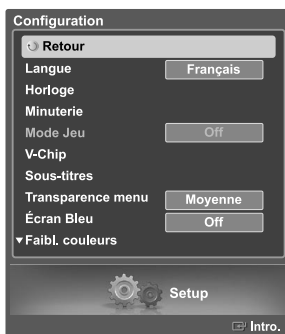 Configuration
Retour
Langue Français
Horloge
Minuterie
Mode Jeu Off
V-Chip
Sous-titres
Transparence menu Moyenne
Écran Bleu Off
▼Faibl. couleurs
Setup
Intro.